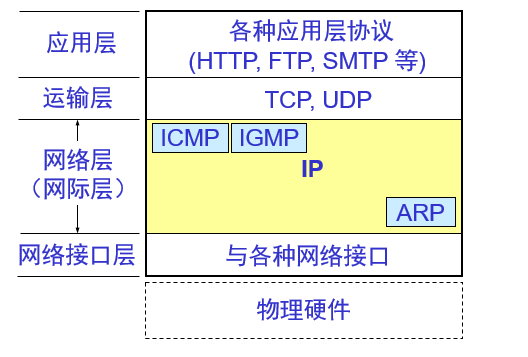 应用层
各种应用层协议
(HTTP, FTP, SMTP 等)
运输层
TCP, UDP
网络层
（网际层）
ICMP
IGMP
IP
ARP
网络接口层
与各种网络接口
物理硬件